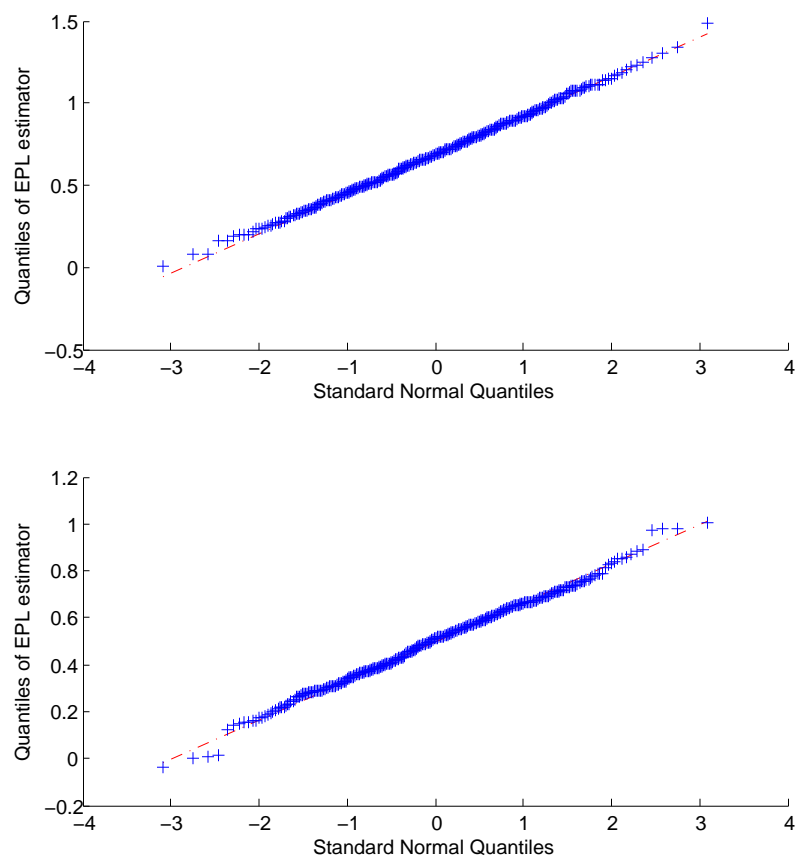 1.5
1
0.5
0
−0.5
Quantiles of EPL estimator
−4 −3 −2 −1 0 1 2 3 4
Standard Normal Quantiles
1.2
1
0.8
0.6
0.4
0.2
0
−0.2
Quantiles of EPL estimator
−4 −3 −2 −1 0 1 2 3 4
Standard Normal Quantiles